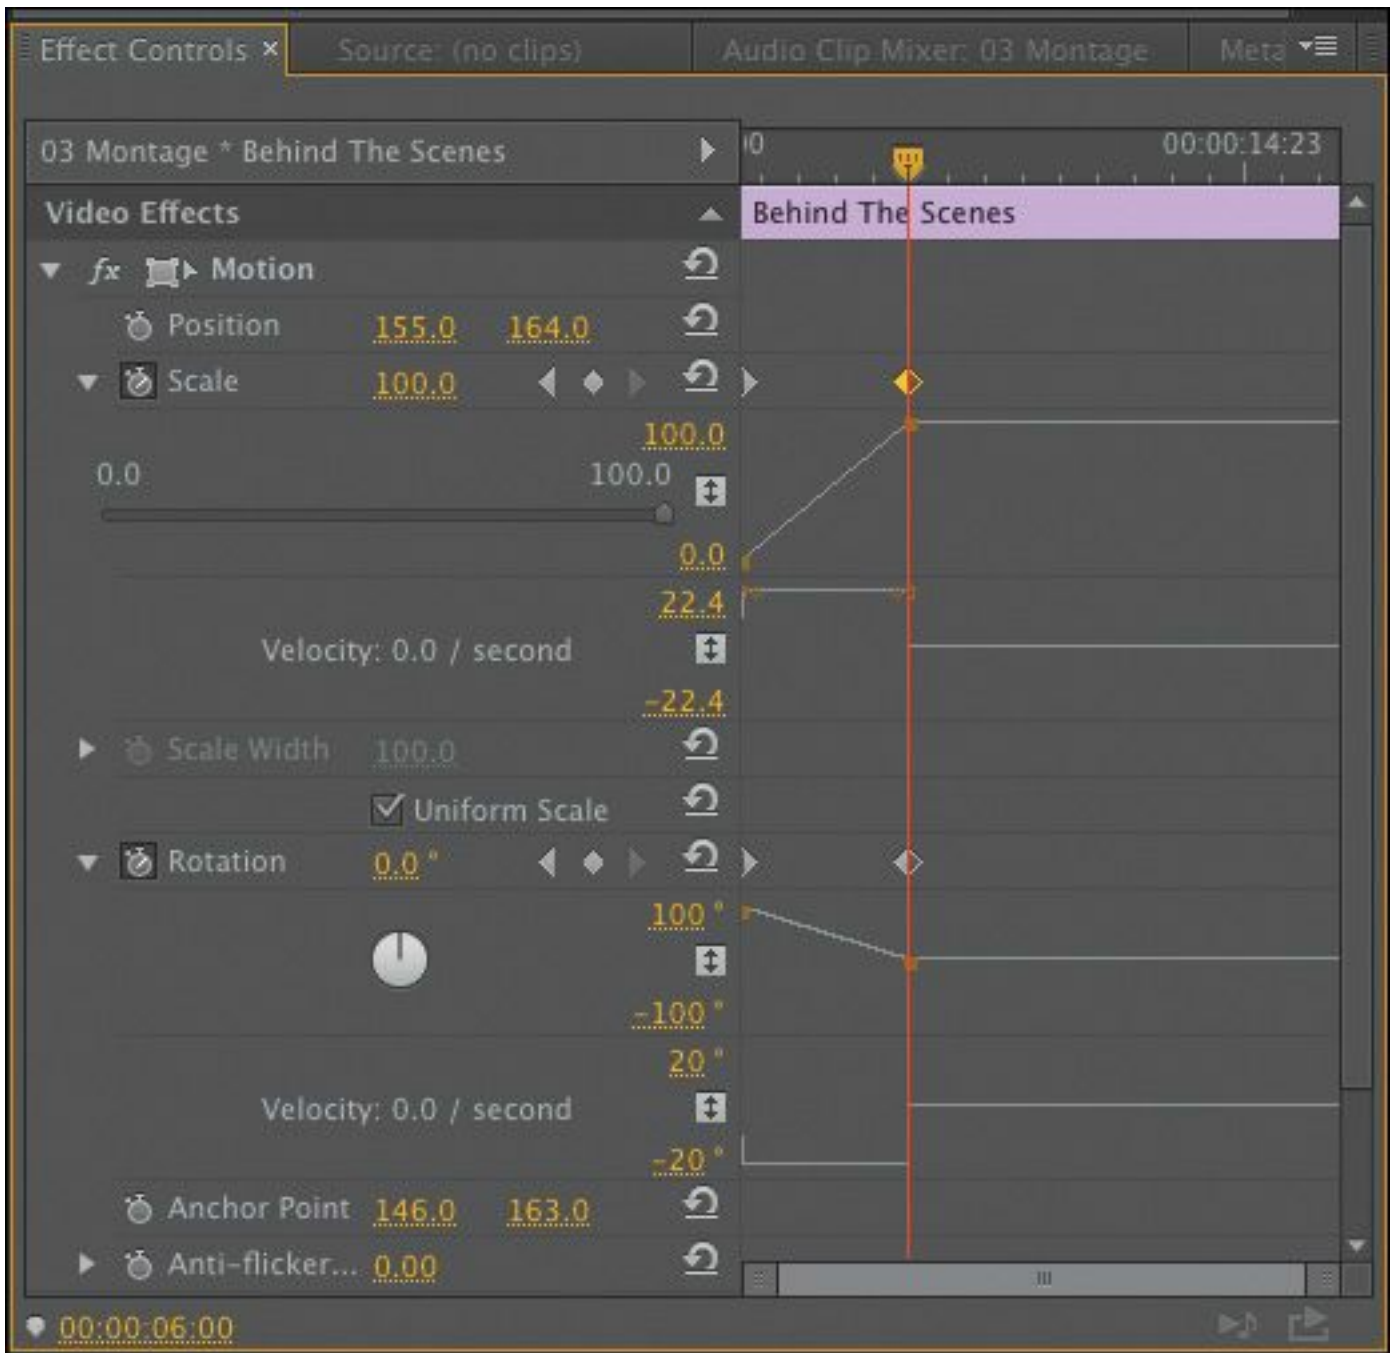 Effect Controls × Source: (no clips) Audio Clip Mixer: 03 Montage Meta
03 Montage * Behind The Scenes 00 00:00:14:23
Video Effects Behind The Scenes
fx Motion
Position 155.0 164.0
Scale 100.0
100.0
0.0 100.0
0.0
22.4
Velocity: 0.0 / second
-22.4
Scale Width 100.0
Uniform Scale
Rotation 0.0 °
100 °
-100 °
20 °
Velocity: 0.0 / second
-20 °
Anchor Point 146.0 163.0
Anti-flicker... 0.00
00:00:06:00